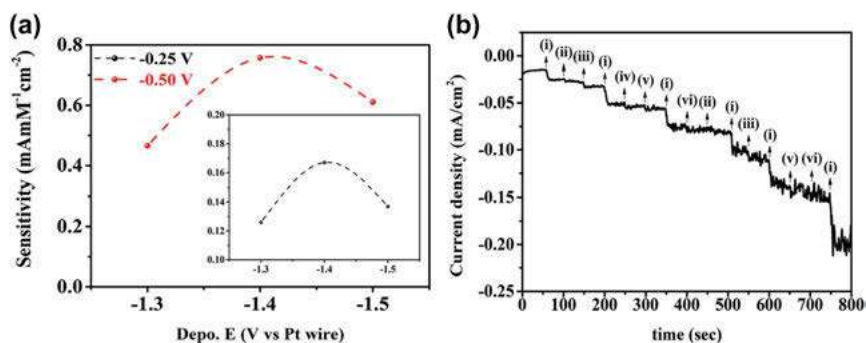 (a)
Sensitivity (mAmM⁻¹cm⁻²)
0.8
0.6
0.4
0.2
0.0
-0.25 V
-0.50 V
0.20
0.18
0.16
0.14
0.12
0.10
-1.3
-1.4
-1.5
-1.3
-1.4
-1.5
Depo. E (V vs Pt wire)
(b)
Current density (mA/cm²)
0.00
-0.05
-0.10
-0.15
-0.20
-0.25
(i)
(ii)
(iii)
(i)
(iv)
(v)
(i)
(vi)
(ii)
(i)
(iii)
(i)
(v)
(vi)
(i)
0 100 200 300 400 500 600 700 800
time (sec)